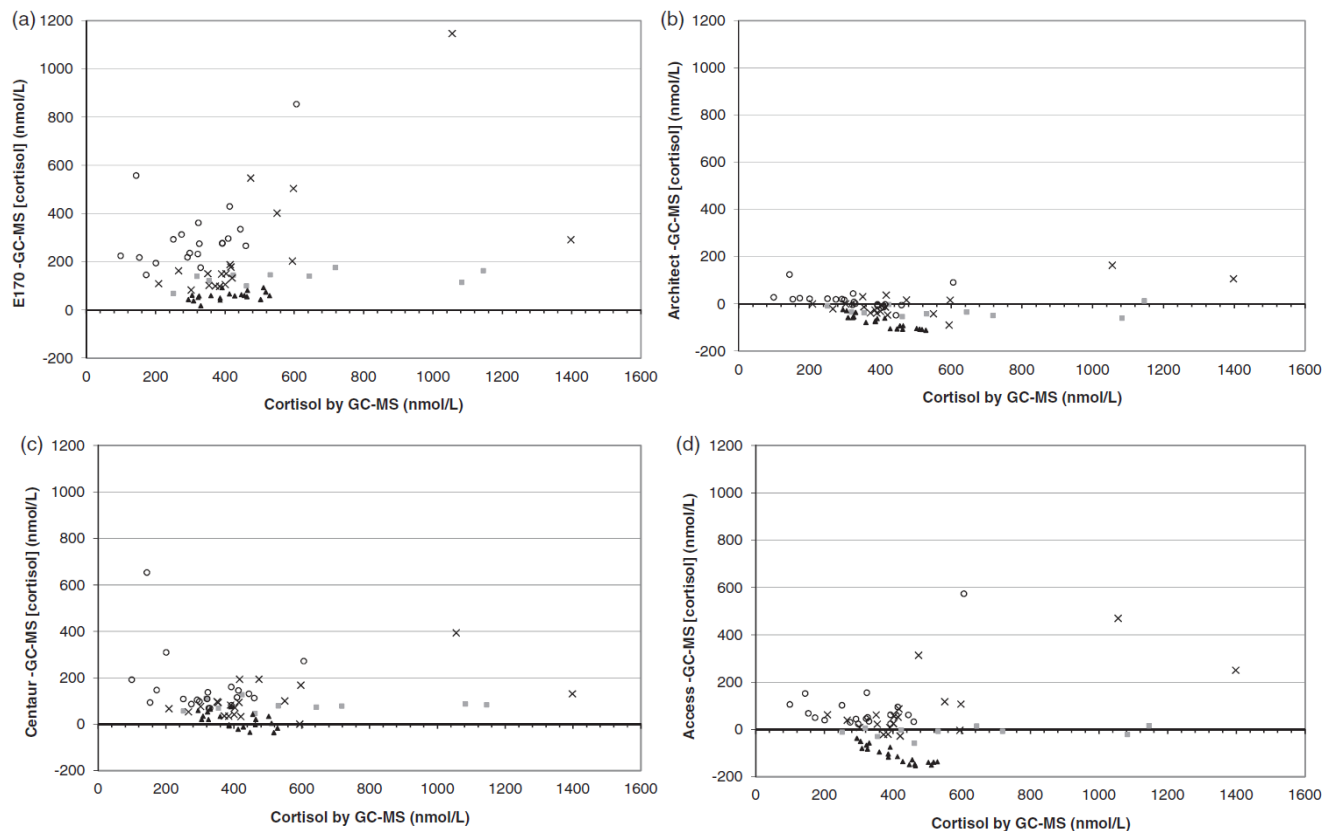 (a)
1200
1000
800
600
400
200
0
-200
E170 -GC-MS [cortisol] (nmol/L)
0 200 400 600 800 1000 1200 1400 1600
Cortisol by GC-MS (nmol/L)
(b)
1200
1000
800
600
400
200
0
-200
Architect -GC-MS [cortisol] (nmol/L)
0 200 400 600 800 1000 1200 1400 1600
Cortisol by GC-MS (nmol/L)
(c)
1200
1000
800
600
400
200
0
-200
Centaur -GC-MS [cortisol] (nmol/L)
0 200 400 600 800 1000 1200 1400 1600
Cortisol by GC-MS (nmol/L)
(d)
1200
1000
800
600
400
200
0
-200
Access -GC-MS [cortisol] (nmol/L)
0 200 400 600 800 1000 1200 1400 1600
Cortisol by GC-MS (nmol/L)